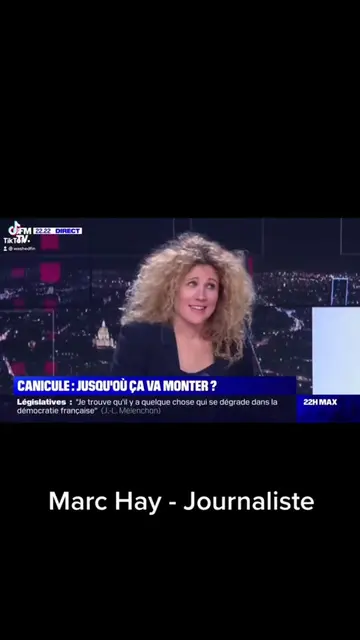 BFM
TV.
22:22 DIRECT
TikTok
CANICULE : JUSQU'OÙ ÇA VA MONTER ?
Législatives : "Je trouve qu'il y a quelque chose qui se dégrade dans la
démocratie française" (J.-L. Mélenchon)
22H MAX
Marc Hay - Journaliste